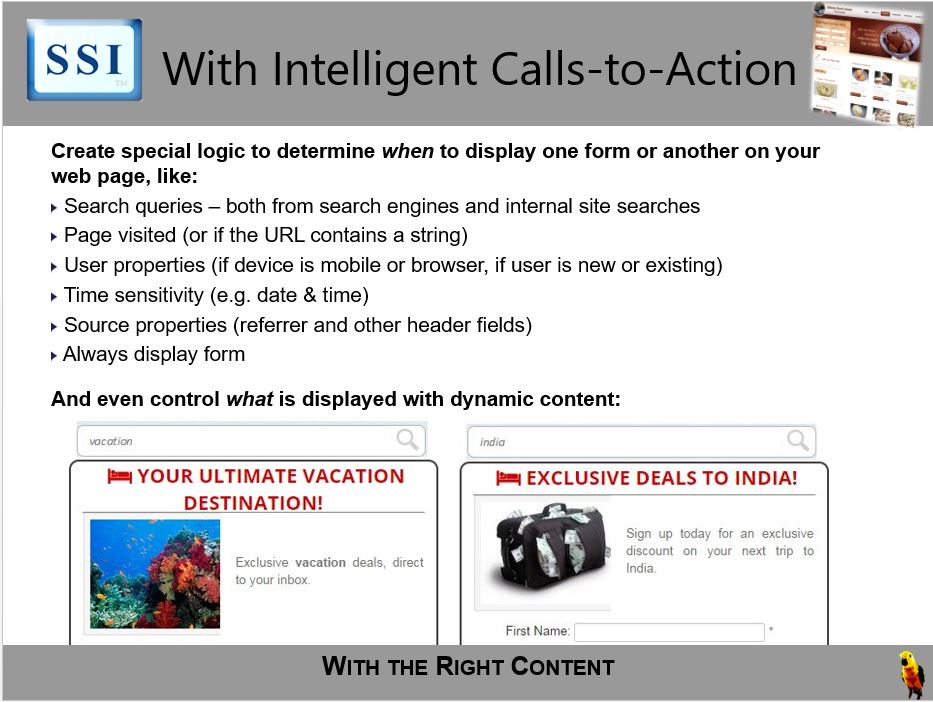 SSI
TM
With Intelligent Calls-to-Action
Create special logic to determine when to display one form or another on your
web page, like:
Search queries – both from search engines and internal site searches
Page visited (or if the URL contains a string)
User properties (if device is mobile or browser, if user is new or existing)
Time sensitivity (e.g. date & time)
Source properties (referrer and other header fields)
Always display form
And even control what is displayed with dynamic content:
vacation
YOUR ULTIMATE VACATION
DESTINATION!
Exclusive vacation deals, direct
to your inbox.
india
EXCLUSIVE DEALS TO INDIA!
Sign up today for an exclusive
discount on your next trip to
India.
First Name: *
WITH THE RIGHT CONTENT